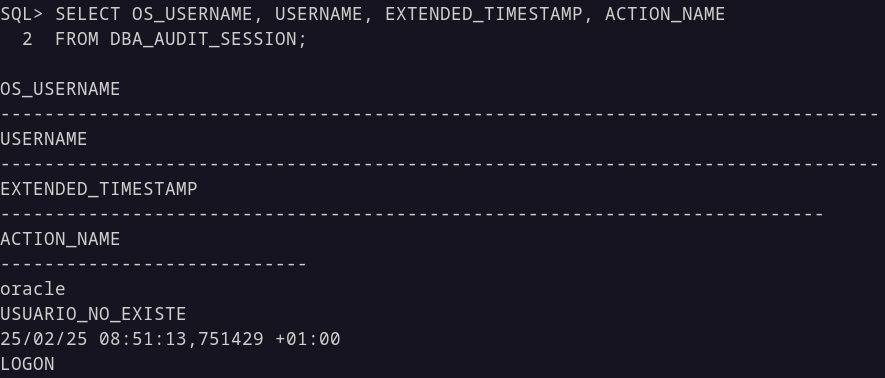 SQL> SELECT OS_USERNAME, USERNAME, EXTENDED_TIMESTAMP, ACTION_NAME
  2  FROM DBA_AUDIT_SESSION;

OS_USERNAME
--------------------------------------------------------------------------------
USERNAME
--------------------------------------------------------------------------------
EXTENDED_TIMESTAMP
---------------------------------------------------------------------------
ACTION_NAME
----------------------------
oracle
USUARIO_NO_EXISTE
25/02/25 08:51:13,751429 +01:00
LOGON